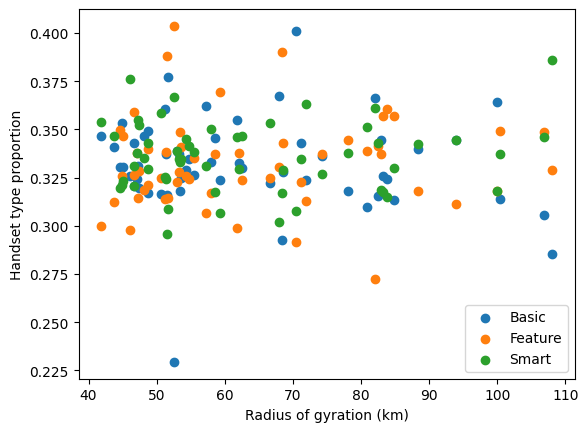 0.400
0.375
0.350
0.325
0.300
0.275
0.250
0.225
Handset type proportion
Basic
Feature
Smart
40 50 60 70 80 90 100 110
Radius of gyration (km)